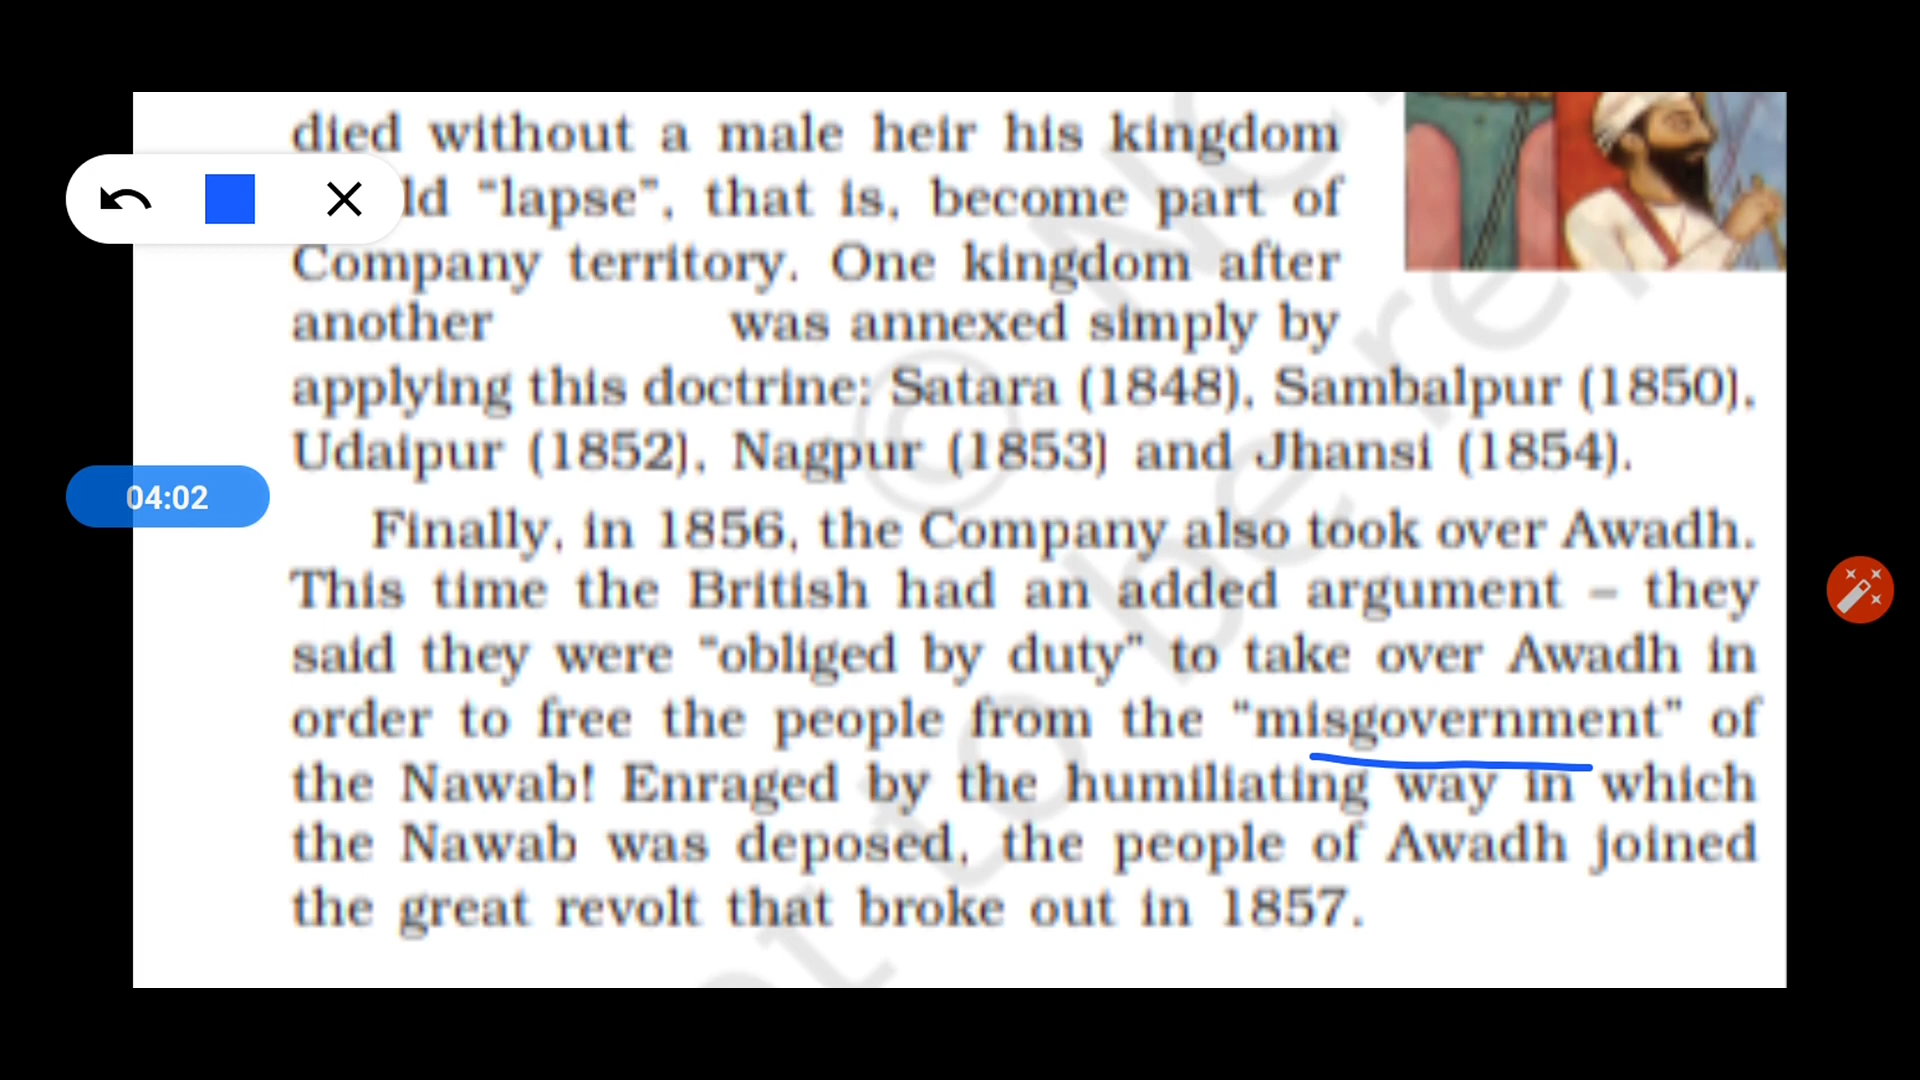 died without a male heir his kingdom
ld “lapse”, that is, become part of
Company territory. One kingdom after
another was annexed simply by
applying this doctrine: Satara (1848), Sambalpur (1850),
Udaipur (1852), Nagpur (1853) and Jhansi (1854).
04:02
Finally, in 1856, the Company also took over Awadh.
This time the British had an added argument – they
said they were “obliged by duty” to take over Awadh in
order to free the people from the “misgovernment” of
the Nawab! Enraged by the humiliating way in which
the Nawab was deposed, the people of Awadh joined
the great revolt that broke out in 1857.